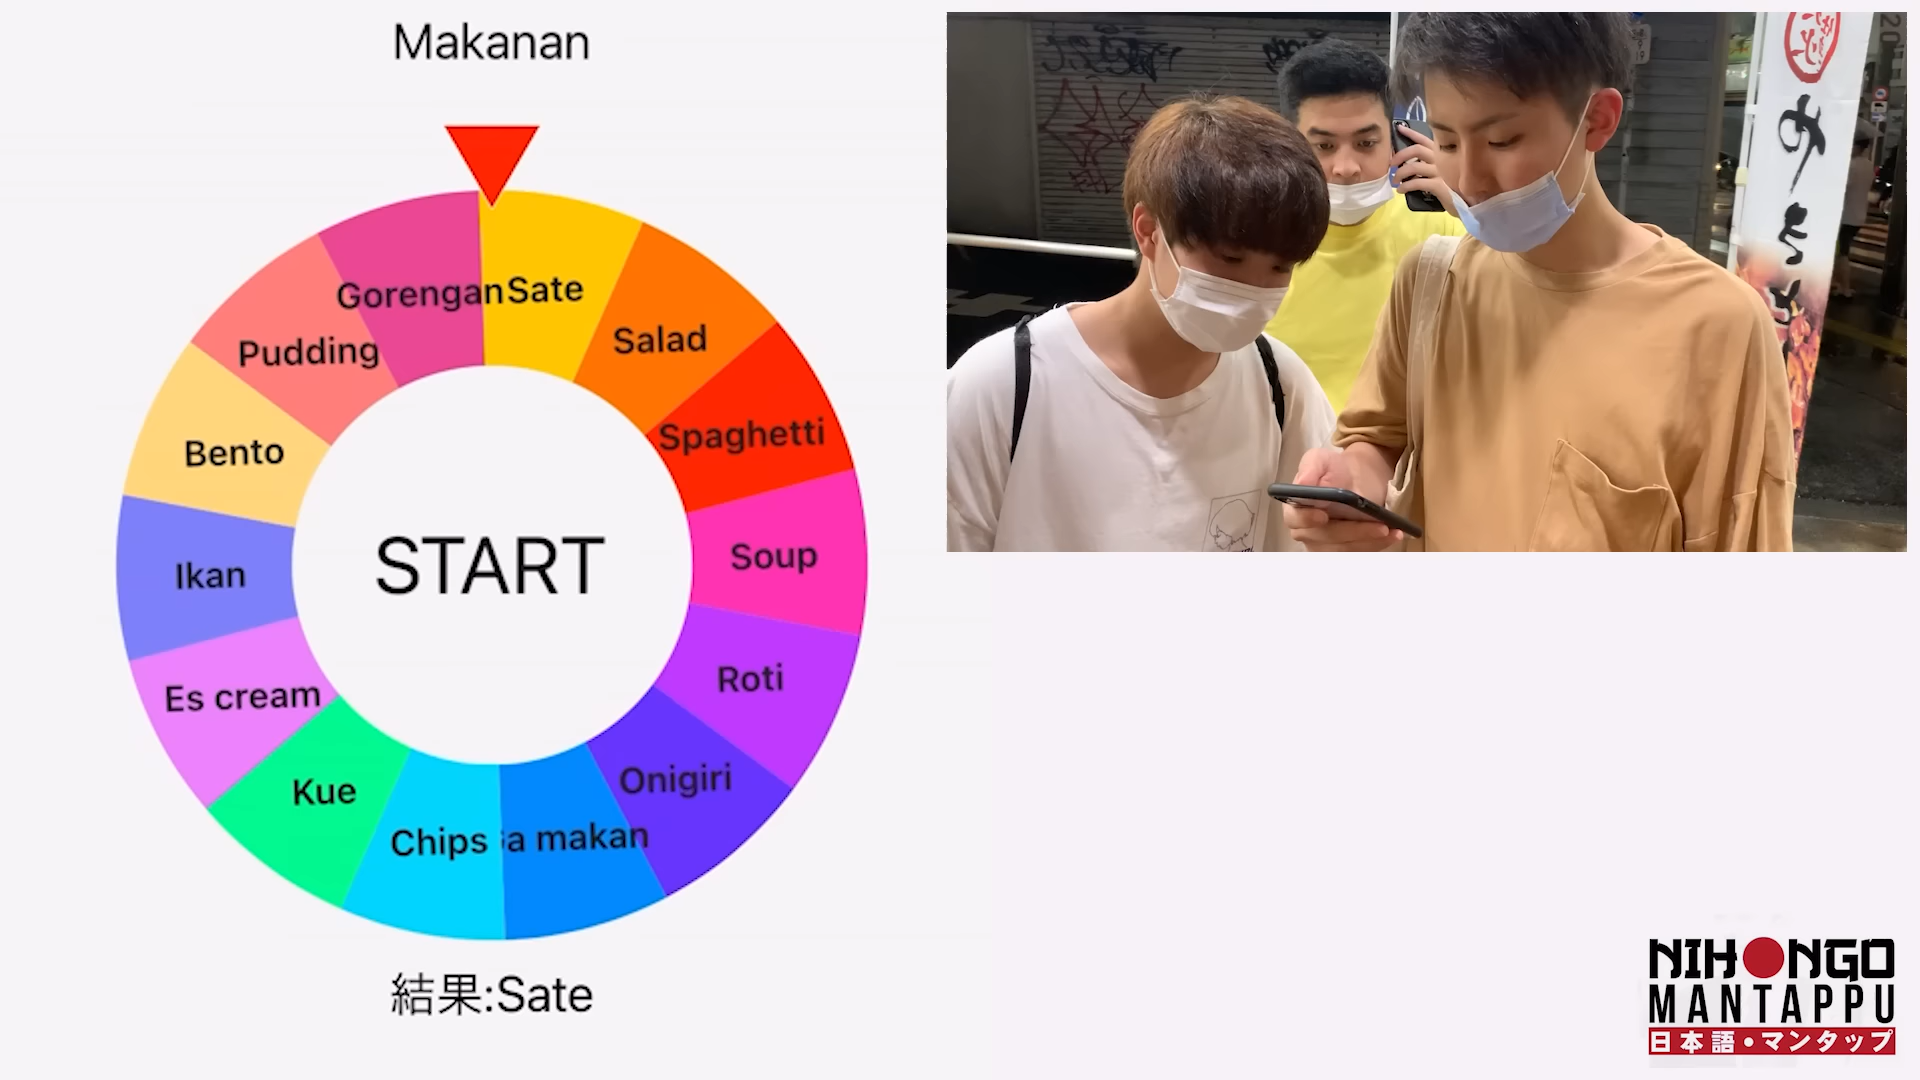 Makanan
Gorengan
Sate
Salad
Pudding
Spaghetti
Bento
Soup
Ikan
START
Roti
Es cream
Onigiri
Kue
Chips
a makan
結果:Sate
NIHONGO
MANTAPPU
日本語・マンタップ